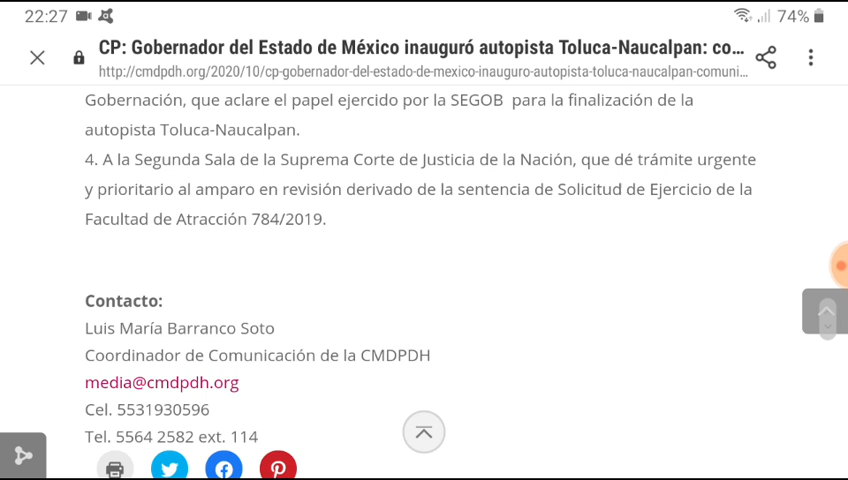 22:27
74%
CP: Gobernador del Estado de México inauguró autopista Toluca-Naucalpan: co...
http://cmdpdh.org/2020/10/cp-gobernador-del-estado-de-mexico-inauguro-autopista-toluca-naucalpan-comuni...
Gobernación, que aclare el papel ejercido por la SEGOB para la finalización de la
autopista Toluca-Naucalpan.
4. A la Segunda Sala de la Suprema Corte de Justicia de la Nación, que dé trámite urgente
y prioritario al amparo en revisión derivado de la sentencia de Solicitud de Ejercicio de la
Facultad de Atracción 784/2019.
Contacto:
Luis María Barranco Soto
Coordinador de Comunicación de la CMDPDH
media@cmdpdh.org
Cel. 5531930596
Tel. 5564 2582 ext. 114